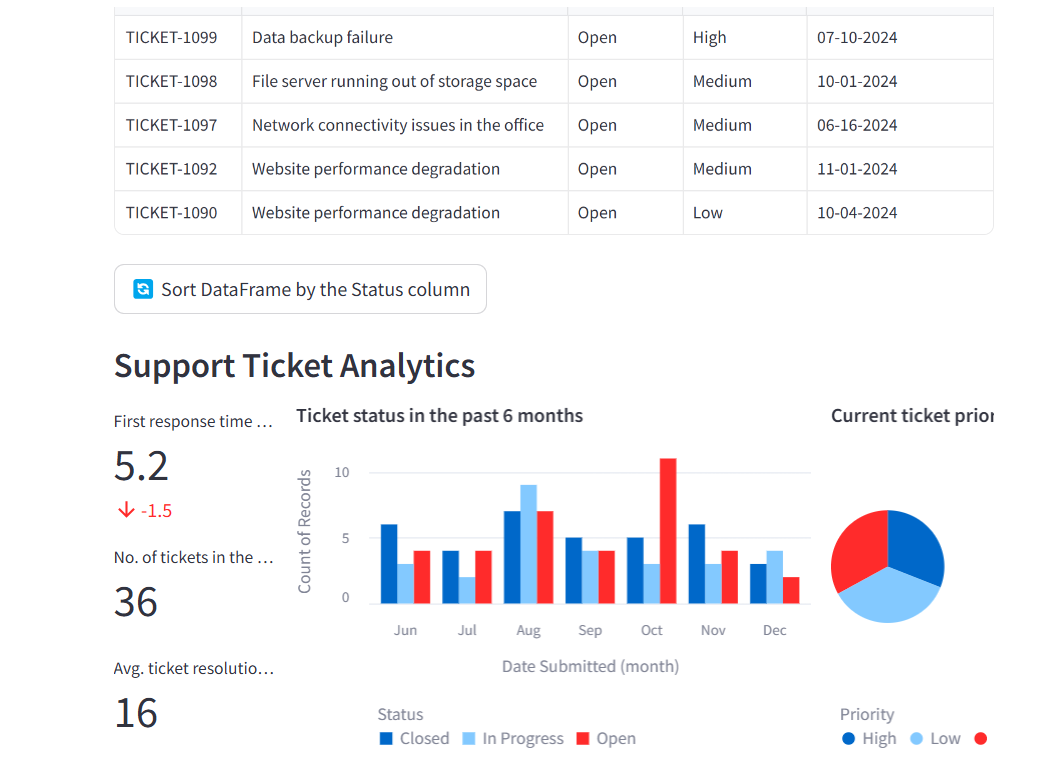 TICKET-1099 Data backup failure Open High 07-10-2024
TICKET-1098 File server running out of storage space Open Medium 10-01-2024
TICKET-1097 Network connectivity issues in the office Open Medium 06-16-2024
TICKET-1092 Website performance degradation Open Medium 11-01-2024
TICKET-1090 Website performance degradation Open Low 10-04-2024
Sort DataFrame by the Status column
Support Ticket Analytics
First response time …
5.2
-1.5
No. of tickets in the …
36
Avg. ticket resolutio…
16
Ticket status in the past 6 months
Count of Records
10
5
0
Jun Jul Aug Sep Oct Nov Dec
Date Submitted (month)
Status
Closed In Progress Open
Current ticket prior
Priority
High Low